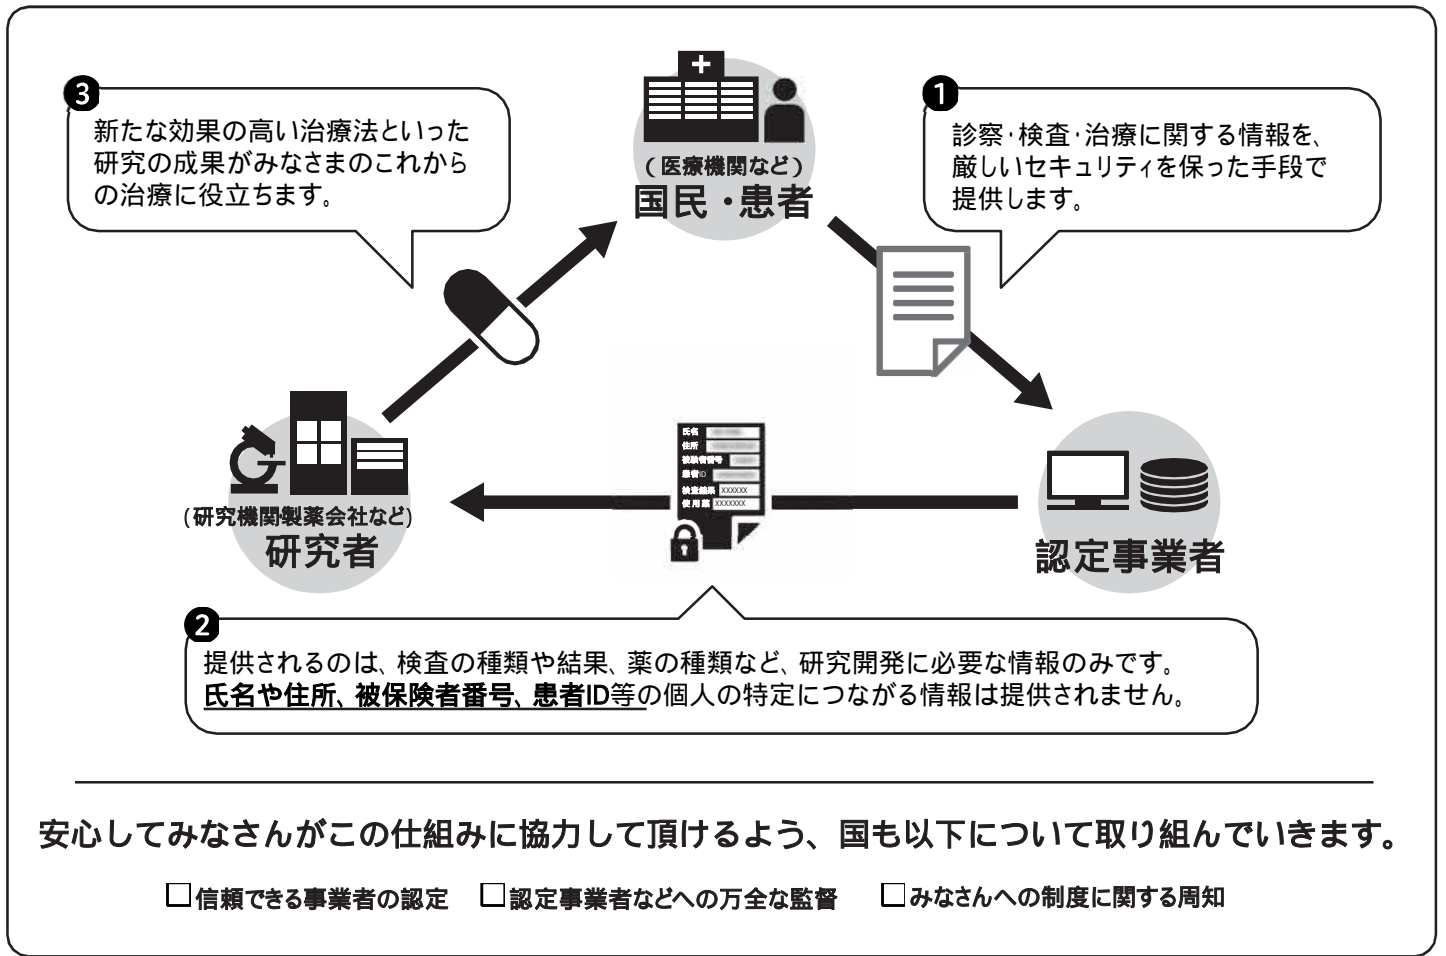 3
新たな効果の高い治療法といった
研究の成果がみなさまのこれから
の治療に役立ちます。
(医療機関など)
国民・患者
1
診察・検査・治療に関する情報を、
厳しいセキュリティを保った手段で
提供します。
氏名
住所
被保険者番号
患者ID
検査結果 XXXXXX
使用薬 XXXXXXX
(研究機関・製薬会社など)
研究者
認定事業者
2
提供されるのは、検査の種類や結果、薬の種類など、研究開発に必要な情報のみです。
氏名や住所、被保険者番号、患者ID等の個人の特定につながる情報は提供されません。
安心してみなさんがこの仕組みに協力して頂けるよう、国も以下について取り組んでいきます。
□信頼できる事業者の認定 □認定事業者などへの万全な監督 □みなさんへの制度に関する周知